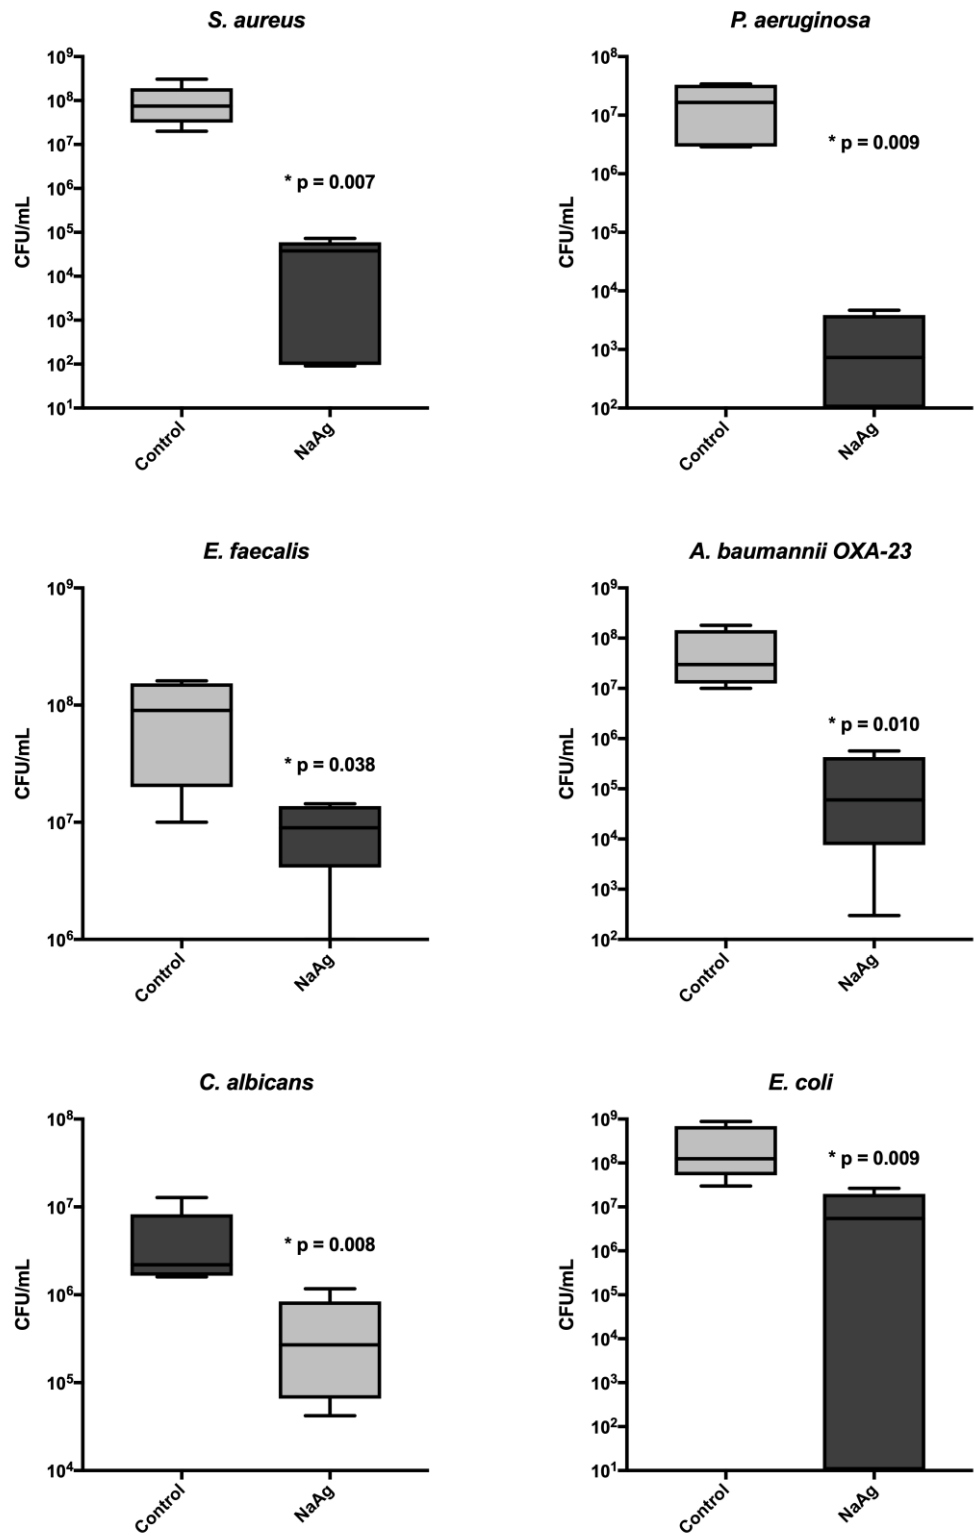 S. aureus
CFU/mL
10⁹
10⁸
10⁷
10⁶
10⁵
10⁴
10³
10²
10¹
* p = 0.007
Control
NaAg
P. aeruginosa
CFU/mL
10⁸
10⁷
10⁶
10⁵
10⁴
10³
10²
* p = 0.009
Control
NaAg
E. faecalis
CFU/mL
10⁹
10⁸
10⁷
10⁶
* p = 0.038
Control
NaAg
A. baumannii OXA-23
CFU/mL
10⁹
10⁸
10⁷
10⁶
10⁵
10⁴
10³
10²
* p = 0.010
Control
NaAg
C. albicans
CFU/mL
10⁸
10⁷
10⁶
10⁵
10⁴
* p = 0.008
Control
NaAg
E. coli
CFU/mL
10⁹
10⁸
10⁷
10⁶
10⁵
10⁴
10³
10²
10¹
* p = 0.009
Control
NaAg